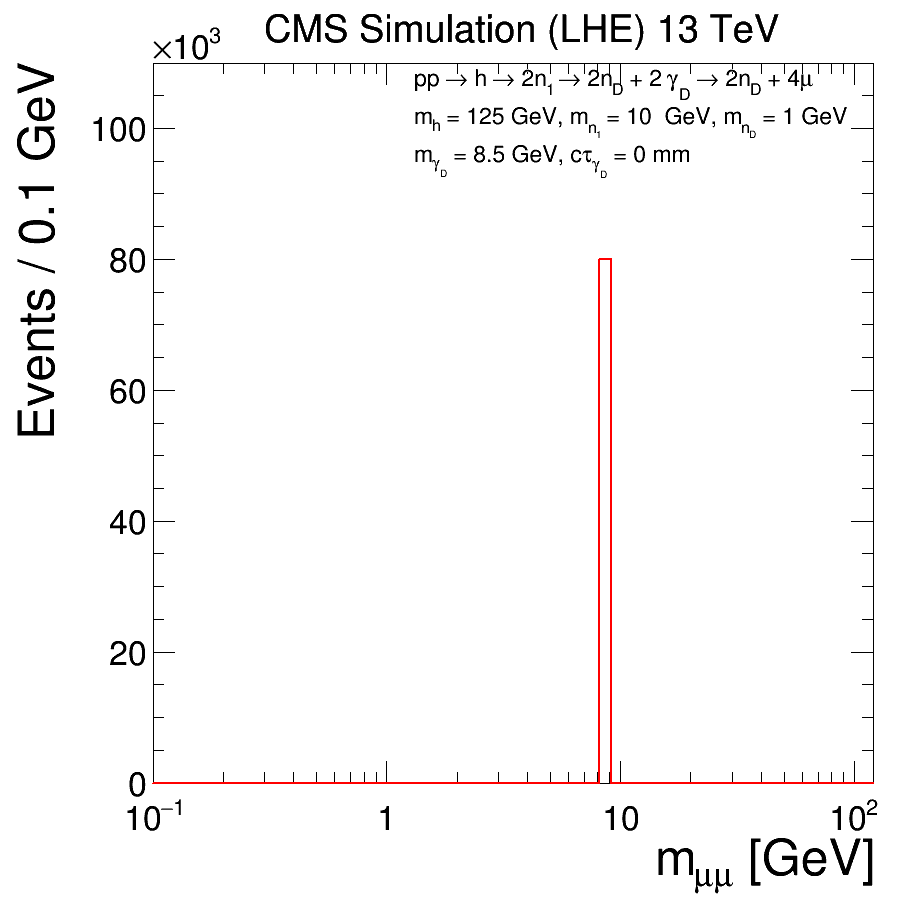 CMS Simulation (LHE) 13 TeV
×10³
pp → h → 2n₁ → 2n_D + 2 γ_D → 2n_D + 4μ
m_h = 125 GeV, m_n₁ = 10 GeV, m_n_D = 1 GeV
m_γ_D = 8.5 GeV, cτ_γ_D = 0 mm
Events / 0.1 GeV
100
80
60
40
20
0
10⁻¹ 1 10 10²
m_μμ [GeV]